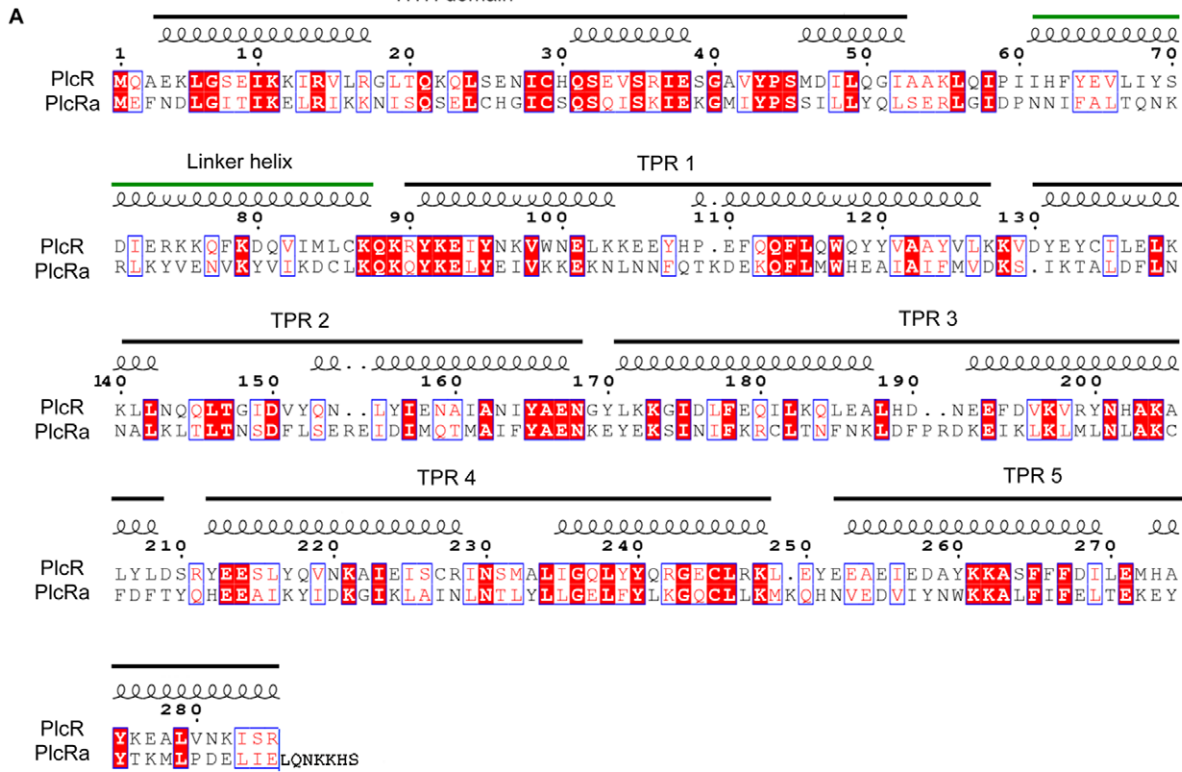 A
1 10 20 30 40 50 60 70
PlcR MQAEKLGSEIKKIRVLRGLTQKQLSENICHQSEVSRIESGAVYPSMDILQGIAAKLQIPIIHFYEVLIYS
PlcRa MEFNDLGITIKELRIKKNISQSELCHGICSQSQISKIEKGMIYPSSILLYQLSERLGIDPNNIFALTQNK
Linker helix TPR 1
80 90 100 110 120 130
PlcR DIERKKQFKDQVIMLCKQKRYKEIYNKVWNELKKEEYHP.EFQQFLQWQYYVAAYVLKKVDYEYCILELK
PlcRa RLKYVENVKYVIKDCLKQKQYKELYEIVKKEKNLNNFQTKDEKQFLMWHEAIAIFMVDKS.IKTALDFLN
TPR 2 TPR 3
140 150 160 170 180 190 200
PlcR KLLNQQLTGIDVYQN..LYIENAIANIYAENGYLKKGIDLFEQILKQLEALHD..NEEFDVKVRYNHAKA
PlcRa NALKLTLTNSDFLSEREIDIMQTMAIFYAENKEYEKSINIFKRCLTNFNKLDFPRDKEIKLKLMLNLAKC
TPR 4 TPR 5
210 220 230 240 250 260 270
PlcR LYLDSRYEESLYQVNKAIEISCRINSMALIGQLYYQRGECLRKL.EYEEAEIEDAYKKASFFFDILEMHA
PlcRa FDFTYQHEEAIKYIDKGIKLAINLNTLYLLGELFYLKGQCLLKMKQHNVEDVIYNWKKALFIFELTEKEY
280
PlcR YKEALVNKISR
PlcRa YTKMLPDELIELQNKKHS